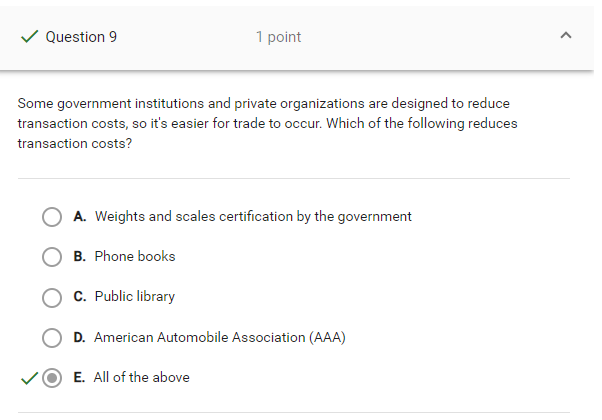 Question 9 1 point
Some government institutions and private organizations are designed to reduce
transaction costs, so it's easier for trade to occur. Which of the following reduces
transaction costs?
A. Weights and scales certification by the government
B. Phone books
C. Public library
D. American Automobile Association (AAA)
E. All of the above